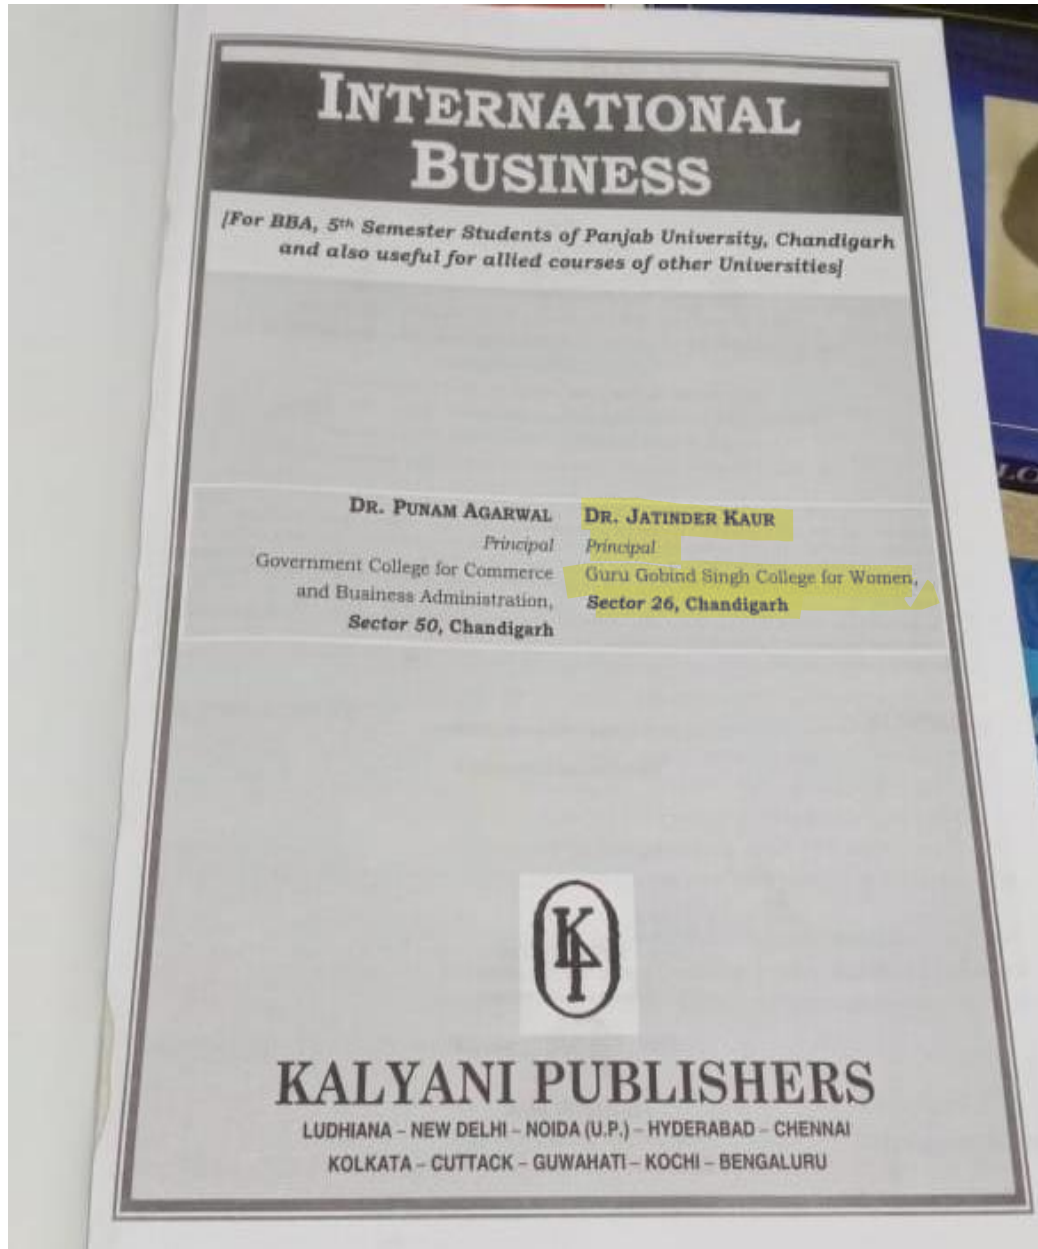 INTERNATIONAL
BUSINESS
[For BBA, 5th Semester Students of Panjab University, Chandigarh
and also useful for allied courses of other Universities]
DR. PUNAM AGARWAL
Principal
Government College for Commerce
and Business Administration,
Sector 50, Chandigarh
DR. JATINDER KAUR
Principal
Guru Gobind Singh College for Women,
Sector 26, Chandigarh
KALYANI PUBLISHERS
LUDHIANA – NEW DELHI – NOIDA (U.P.) – HYDERABAD – CHENNAI
KOLKATA – CUTTACK – GUWAHATI – KOCHI – BENGALURU